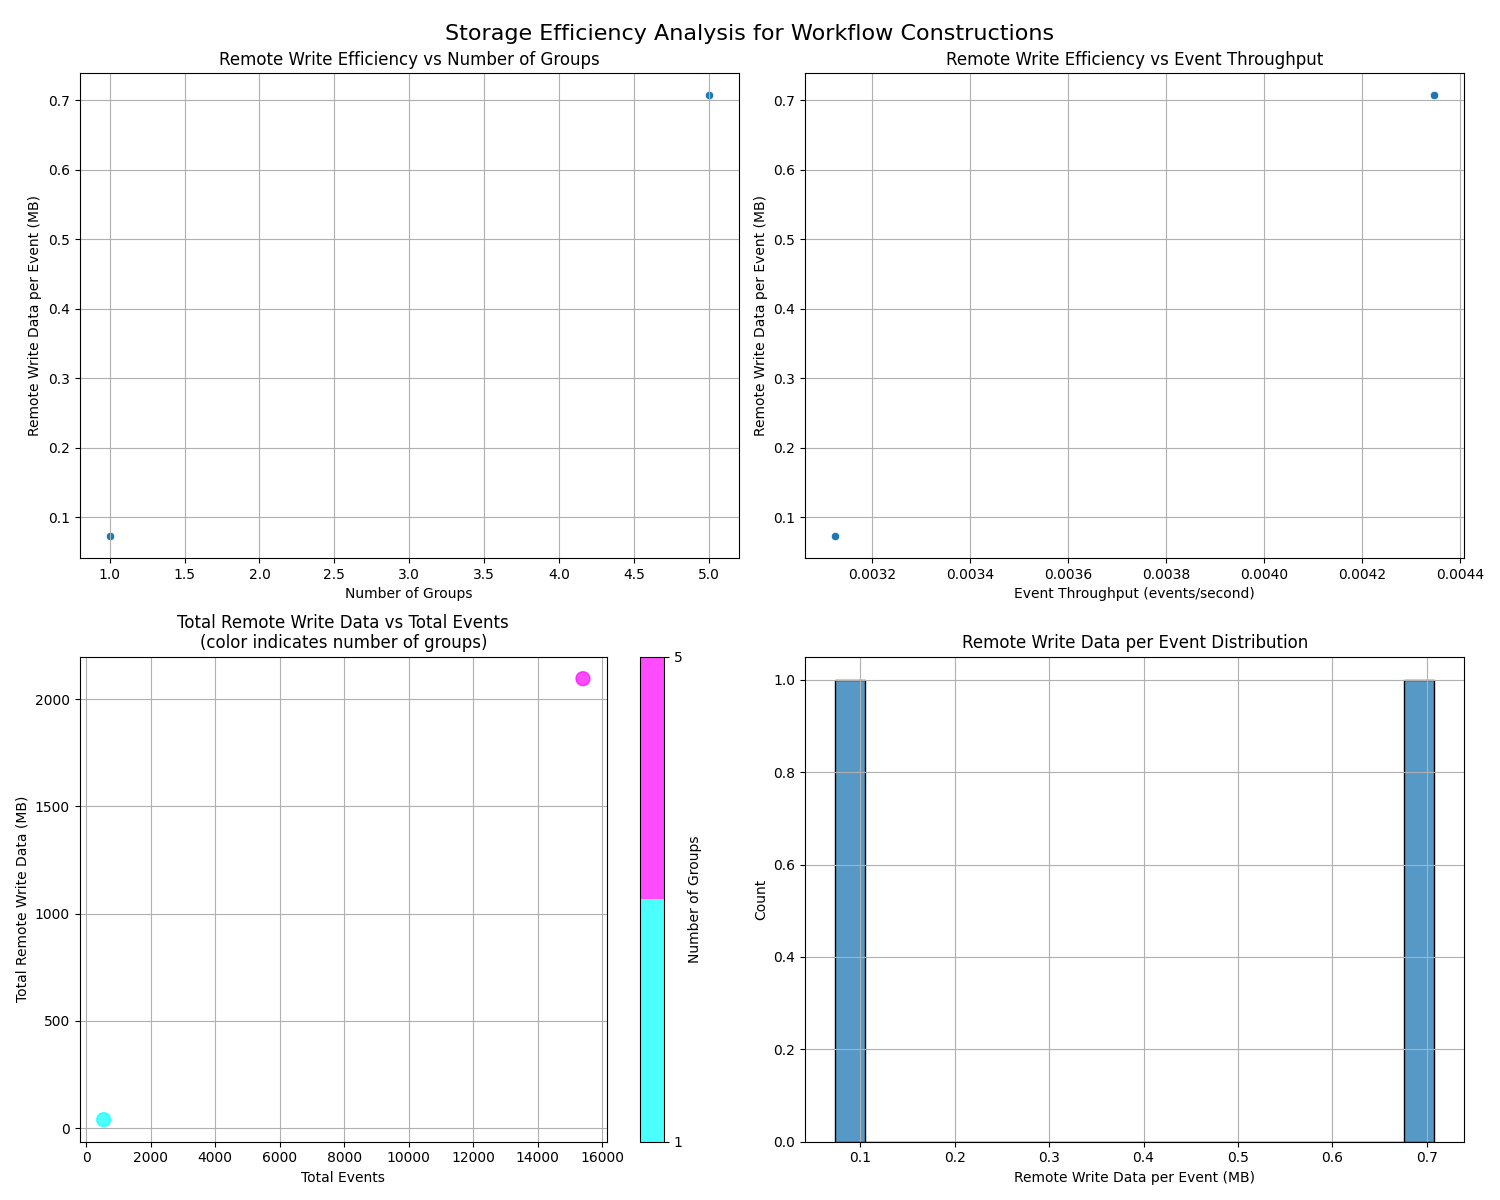 Storage Efficiency Analysis for Workflow Constructions
Remote Write Efficiency vs Number of Groups
Remote Write Data per Event (MB)
0.7
0.6
0.5
0.4
0.3
0.2
0.1
1.0 1.5 2.0 2.5 3.0 3.5 4.0 4.5 5.0
Number of Groups
Remote Write Efficiency vs Event Throughput
Remote Write Data per Event (MB)
0.7
0.6
0.5
0.4
0.3
0.2
0.1
0.0032 0.0034 0.0036 0.0038 0.0040 0.0042 0.0044
Event Throughput (events/second)
Total Remote Write Data vs Total Events
(color indicates number of groups)
Total Remote Write Data (MB)
2000
1500
1000
500
0
0 2000 4000 6000 8000 10000 12000 14000 16000
Total Events
5
1
Number of Groups
Remote Write Data per Event Distribution
Count
1.0
0.8
0.6
0.4
0.2
0.0
0.1 0.2 0.3 0.4 0.5 0.6 0.7
Remote Write Data per Event (MB)